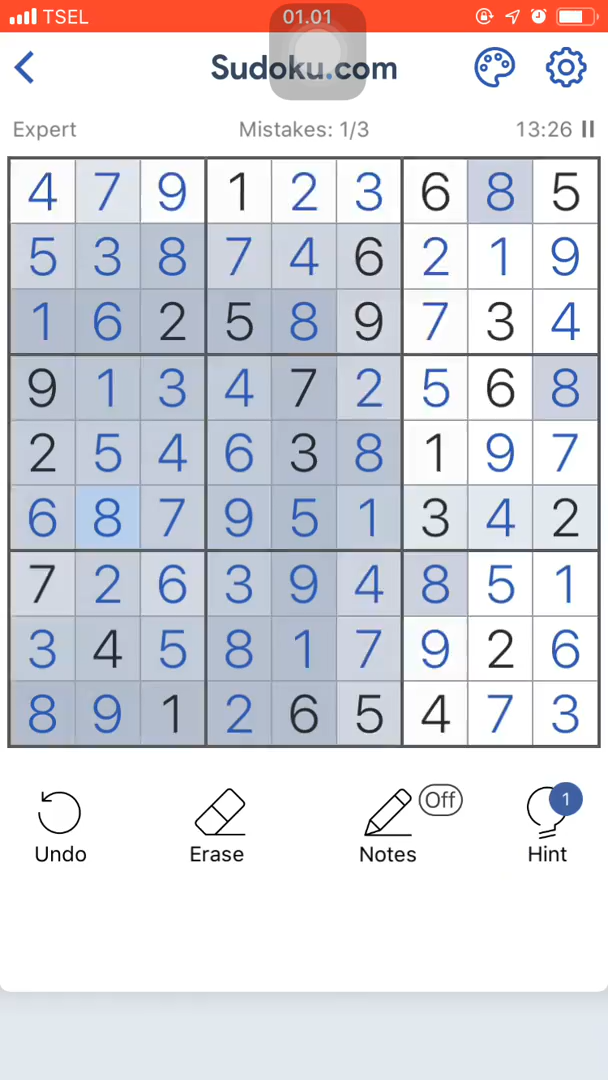 TSEL 01.01
Sudoku.com
Expert Mistakes: 1/3 13:26
4 7 9 1 2 3 6 8 5
5 3 8 7 4 6 2 1 9
1 6 2 5 8 9 7 3 4
9 1 3 4 7 2 5 6 8
2 5 4 6 3 8 1 9 7
6 8 7 9 5 1 3 4 2
7 2 6 3 9 4 8 5 1
3 4 5 8 1 7 9 2 6
8 9 1 2 6 5 4 7 3
Off 1
Undo Erase Notes Hint